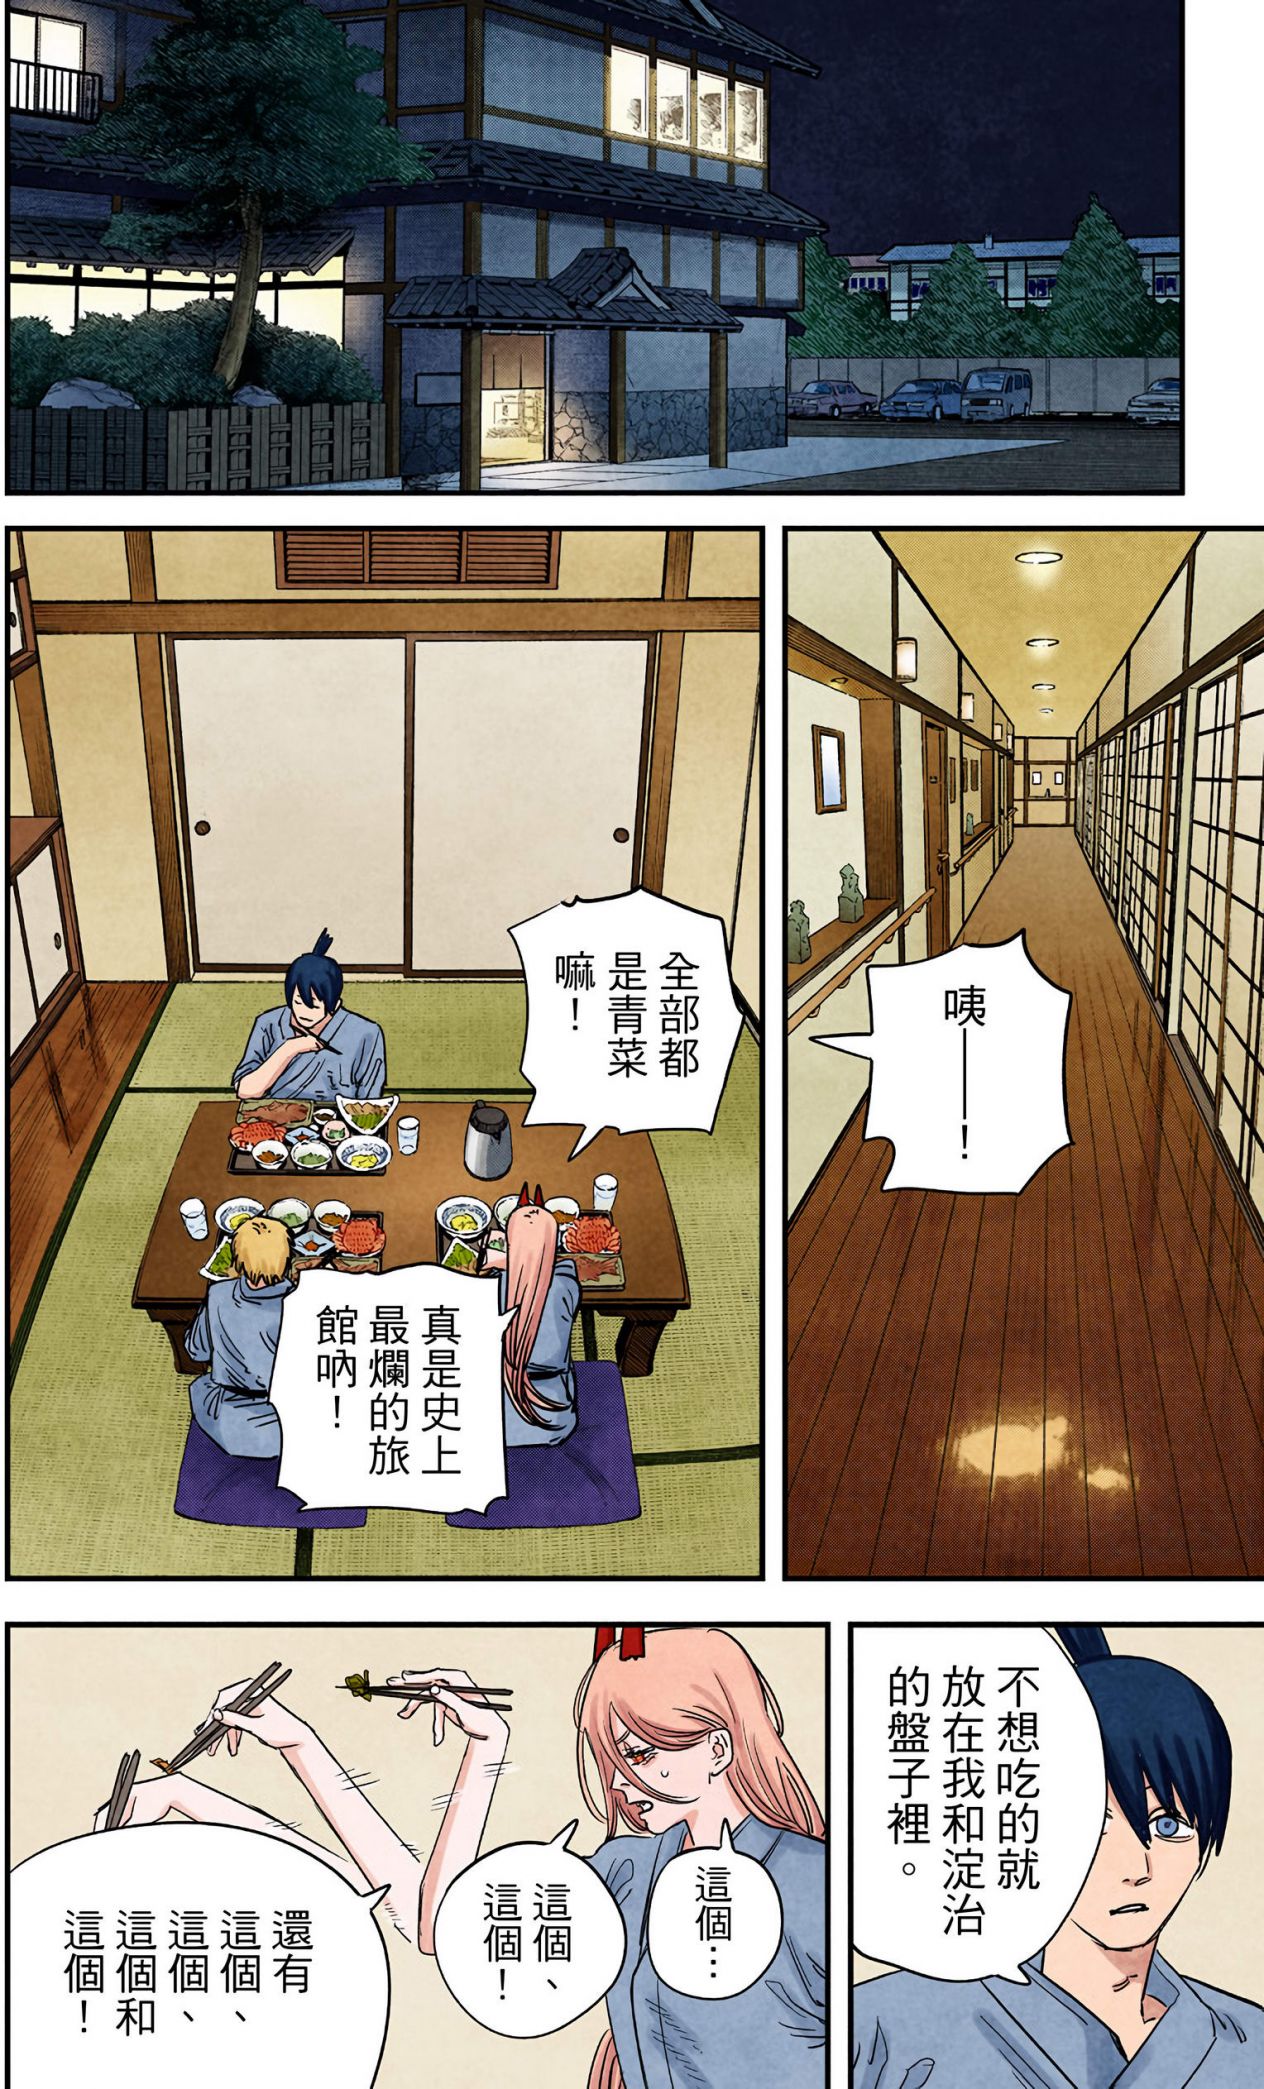 咦——！
全部都
是青菜
嘛！
真是史上
最爛的旅
館吶！
不想吃的就
放在我和淀治
的盤子裡。
這個…
這個、
這個！
還有
這個、
這個、
這個和
這個！